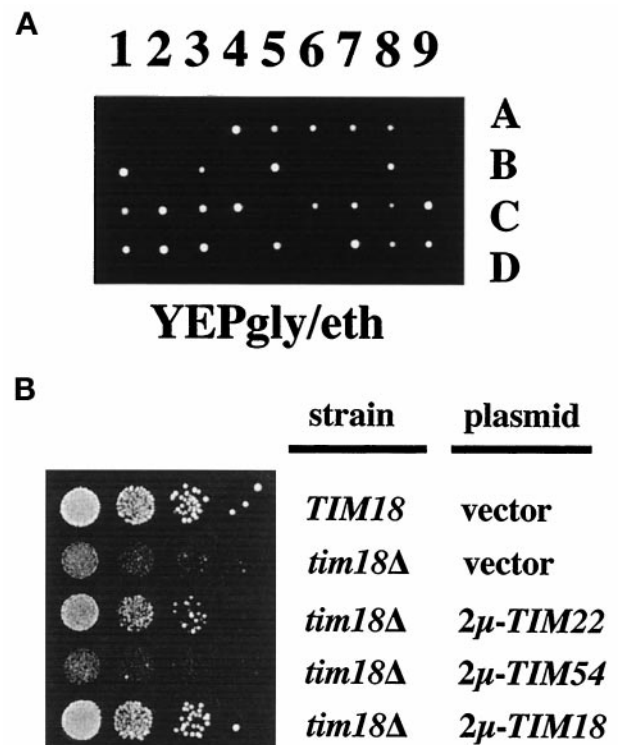 A
1 2 3 4 5 6 7 8 9
A
B
C
D
YEPgly/eth
B
strain plasmid
TIM18 vector
tim18Δ vector
tim18Δ 2μ-TIM22
tim18Δ 2μ-TIM54
tim18Δ 2μ-TIM18